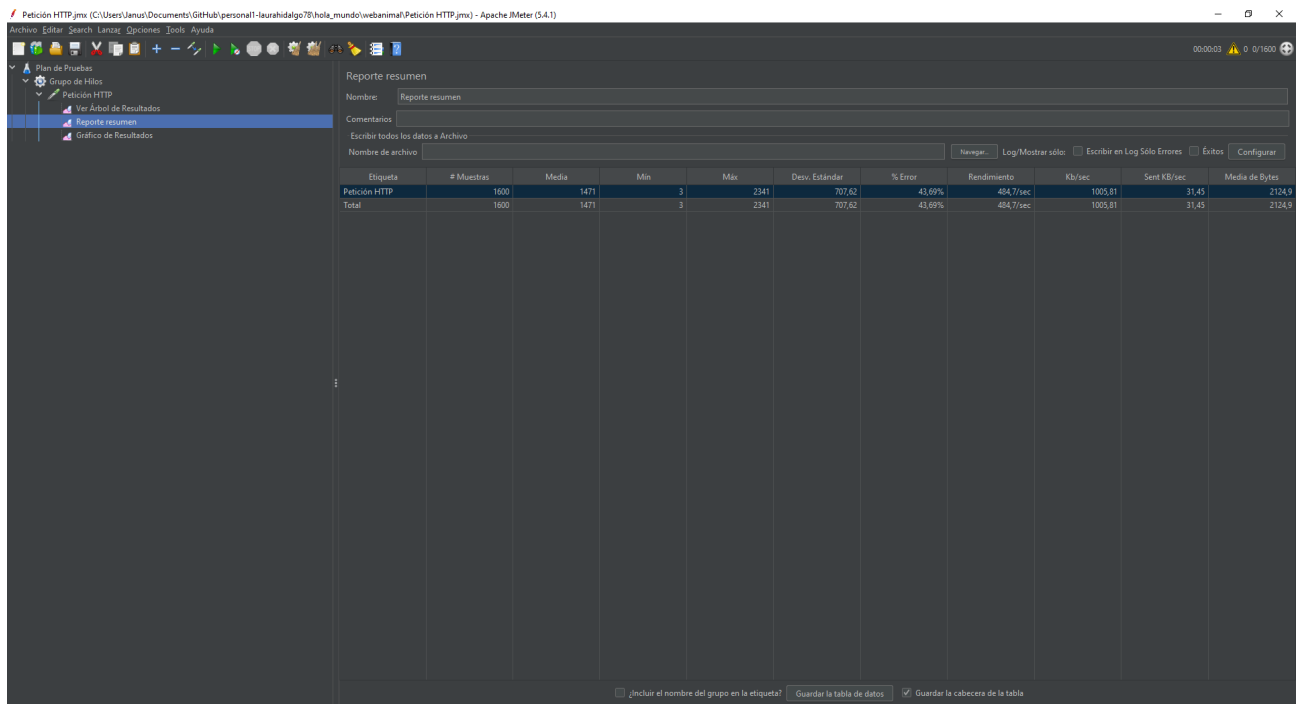 Petición HTTP.jmx (C:\Users\Janus\Documents\GitHub\personal1-laurahidalgo78\hola_mundo\webanimal\Petición HTTP.jmx) - Apache JMeter (5.4.1)
Archivo Editar Search Lanzar Opciones Tools Ayuda
00:00:03 0 0/1600
Plan de Pruebas
Grupo de Hilos
Petición HTTP
Ver Árbol de Resultados
Reporte resumen
Gráfico de Resultados
Reporte resumen
Nombre: Reporte resumen
Comentarios
Escribir todos los datos a Archivo
Nombre de archivo Navegar... Log/Mostrar sólo: Escribir en Log Sólo Errores Éxitos Configurar
Etiqueta # Muestras Media Mín Máx Desv. Estándar % Error Rendimiento Kb/sec Sent KB/sec Media de Bytes
Petición HTTP 1600 1471 3 2341 707,62 43,69% 484,7/sec 1005,81 31,45 2124,9
Total 1600 1471 3 2341 707,62 43,69% 484,7/sec 1005,81 31,45 2124,9
¿Incluir el nombre del grupo en la etiqueta? Guardar la tabla de datos Guardar la cabecera de la tabla